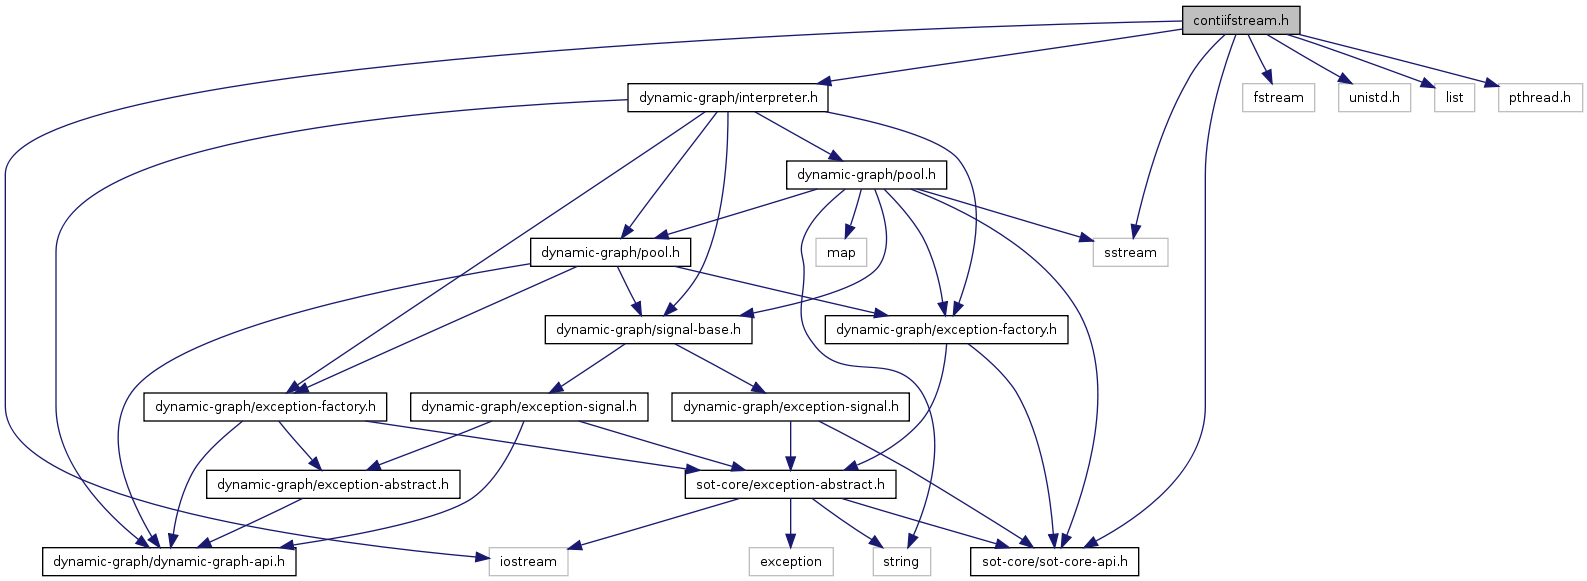 contiifstream.h
dynamic-graph/interpreter.h
fstream
unistd.h
list
pthread.h
dynamic-graph/pool.h
dynamic-graph/pool.h
map
sstream
dynamic-graph/signal-base.h
dynamic-graph/exception-factory.h
dynamic-graph/exception-factory.h
dynamic-graph/exception-signal.h
dynamic-graph/exception-signal.h
dynamic-graph/exception-abstract.h
sot-core/exception-abstract.h
dynamic-graph/dynamic-graph-api.h
iostream
exception
string
sot-core/sot-core-api.h